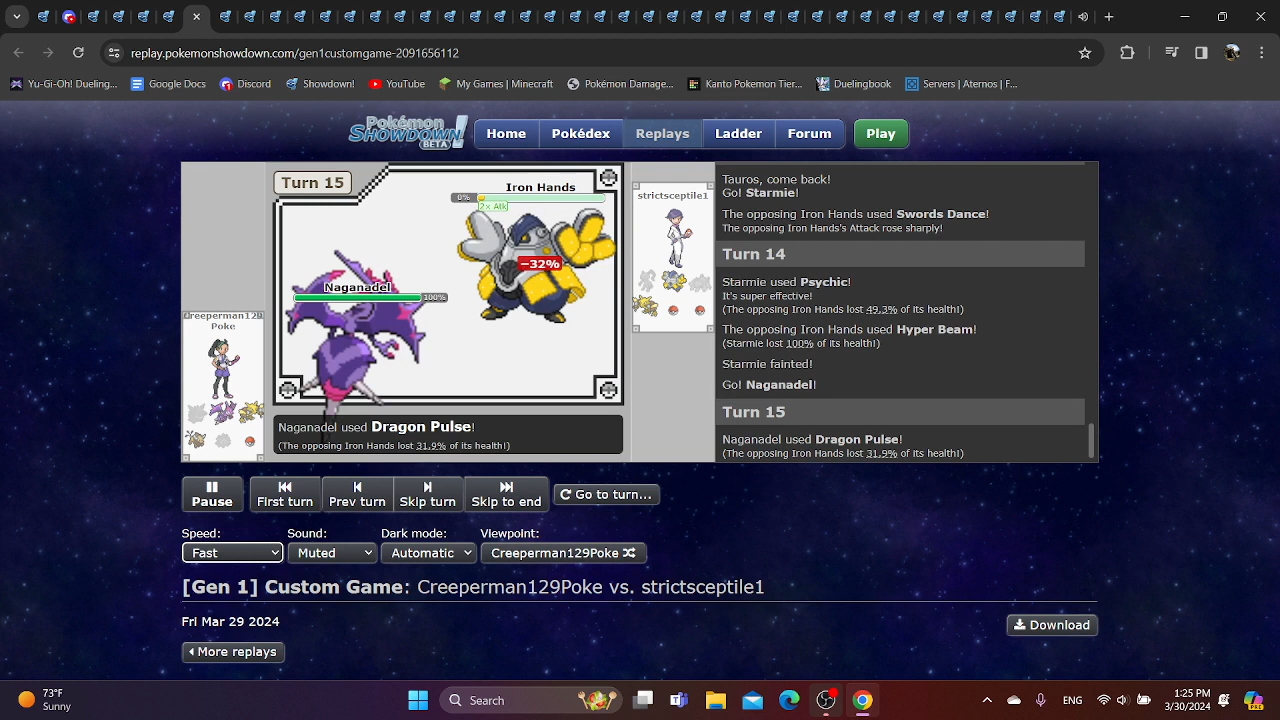 replay.pokemonshowdown.com/gen1customgame-2091656112
Yu-Gi-Oh! Dueling...
Google Docs
Discord
Showdown!
YouTube
My Games | Minecraft
Pokémon Damage...
Kanto Pokemon Tier...
Duelingbook
Servers | Aternos | F...
Pokémon
SHOWDOWN!
BETA
Home
Pokédex
Replays
Ladder
Forum
Play
Turn 15
Iron Hands
0%
2× Atk
−32%
Naganadel
100%
strictsceptile1
Creeperman129
Poke
Naganadel used Dragon Pulse!
(The opposing Iron Hands lost 31.9% of its health!)
Tauros, come back!
Go! Starmie!
The opposing Iron Hands used Swords Dance!
The opposing Iron Hands's Attack rose sharply!
Turn 14
Starmie used Psychic!
It's super effective!
(The opposing Iron Hands lost 49.3% of its health!)
The opposing Iron Hands used Hyper Beam!
(Starmie lost 100% of its health!)
Starmie fainted!
Go! Naganadel!
Turn 15
Naganadel used Dragon Pulse!
(The opposing Iron Hands lost 31.9% of its health!)
Pause
First turn
Prev turn
Skip turn
Skip to end
Go to turn...
Speed:
Sound:
Dark mode:
Viewpoint:
Fast
Muted
Automatic
Creeperman129Poke
[Gen 1] Custom Game: Creeperman129Poke vs. strictsceptile1
Fri Mar 29 2024
Download
More replays
73°F
Sunny
Search
ENG
1:25 PM
3/30/2024
PRE